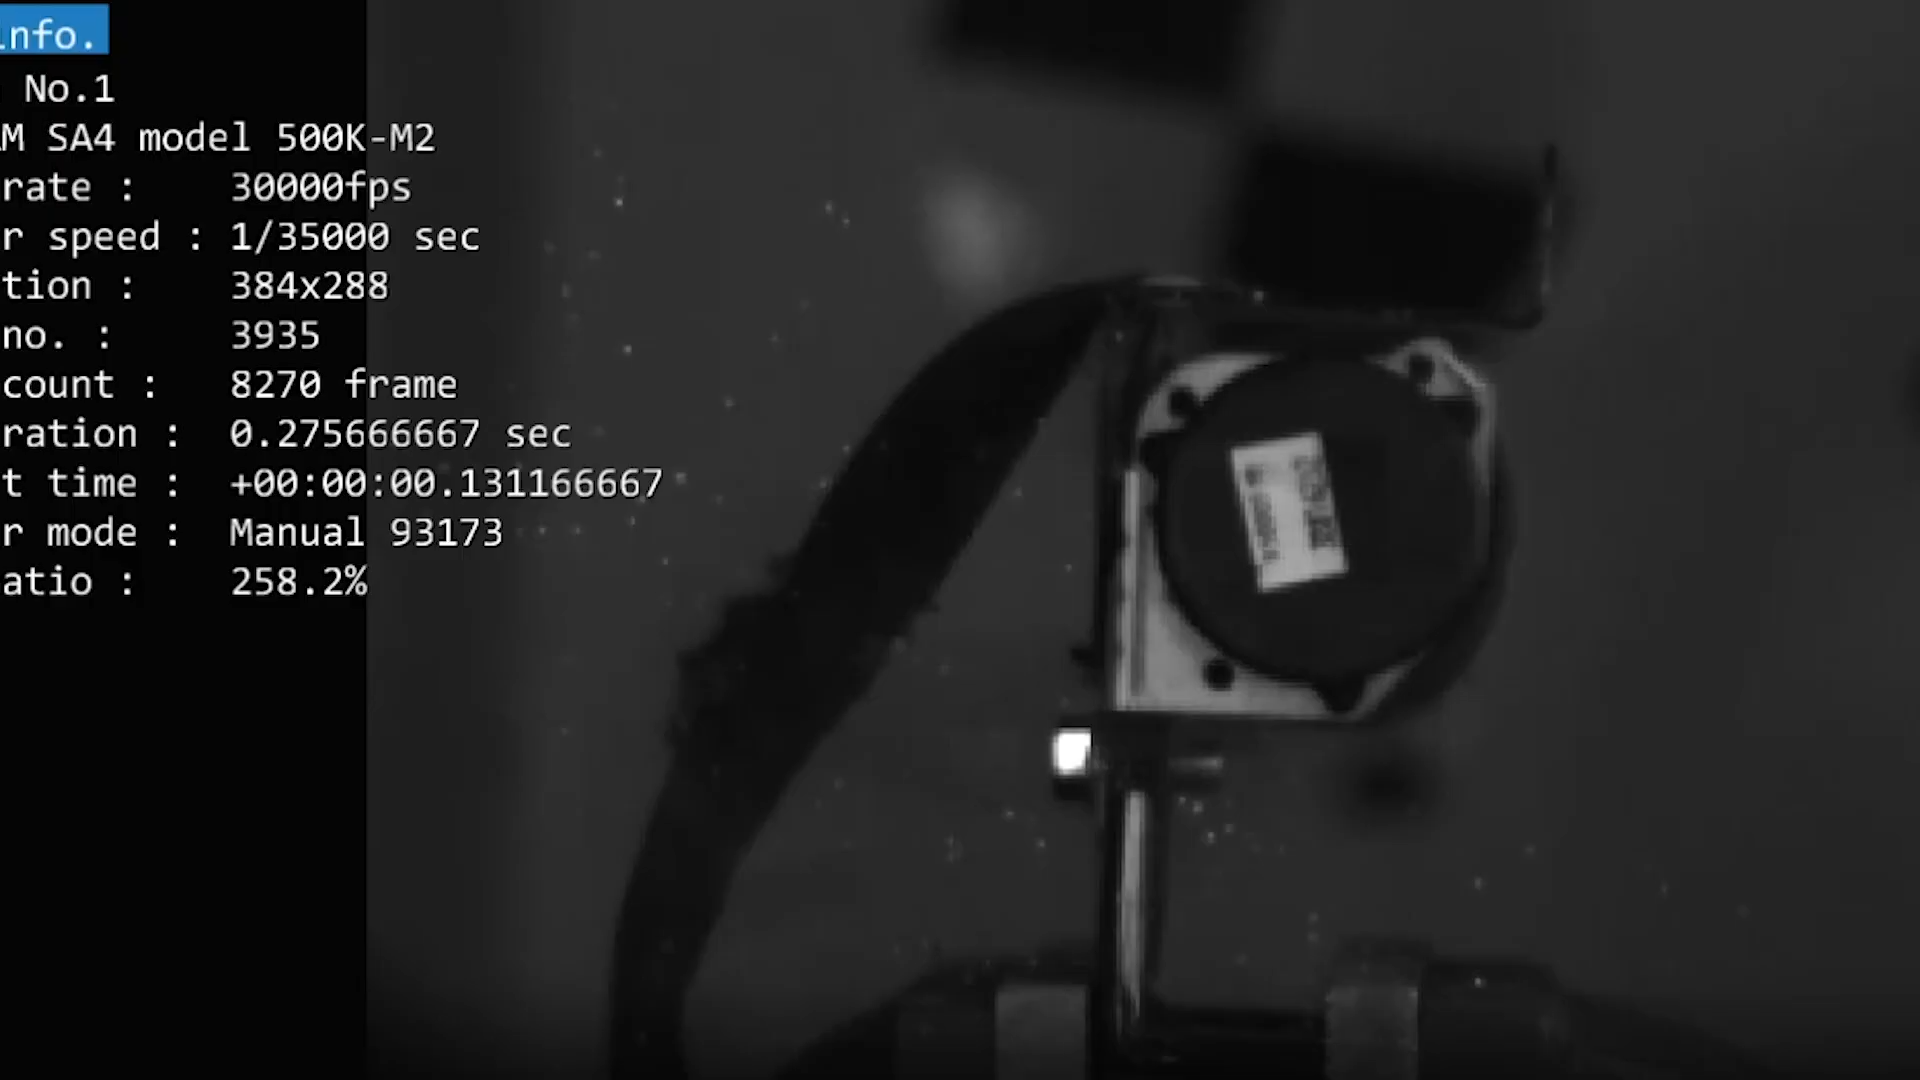 info.
No.1
M SA4 model 500K-M2
rate : 30000fps
r speed : 1/35000 sec
tion : 384x288
no. : 3935
count : 8270 frame
ration : 0.275666667 sec
t time : +00:00:00.131166667
r mode : Manual 93173
atio : 258.2%